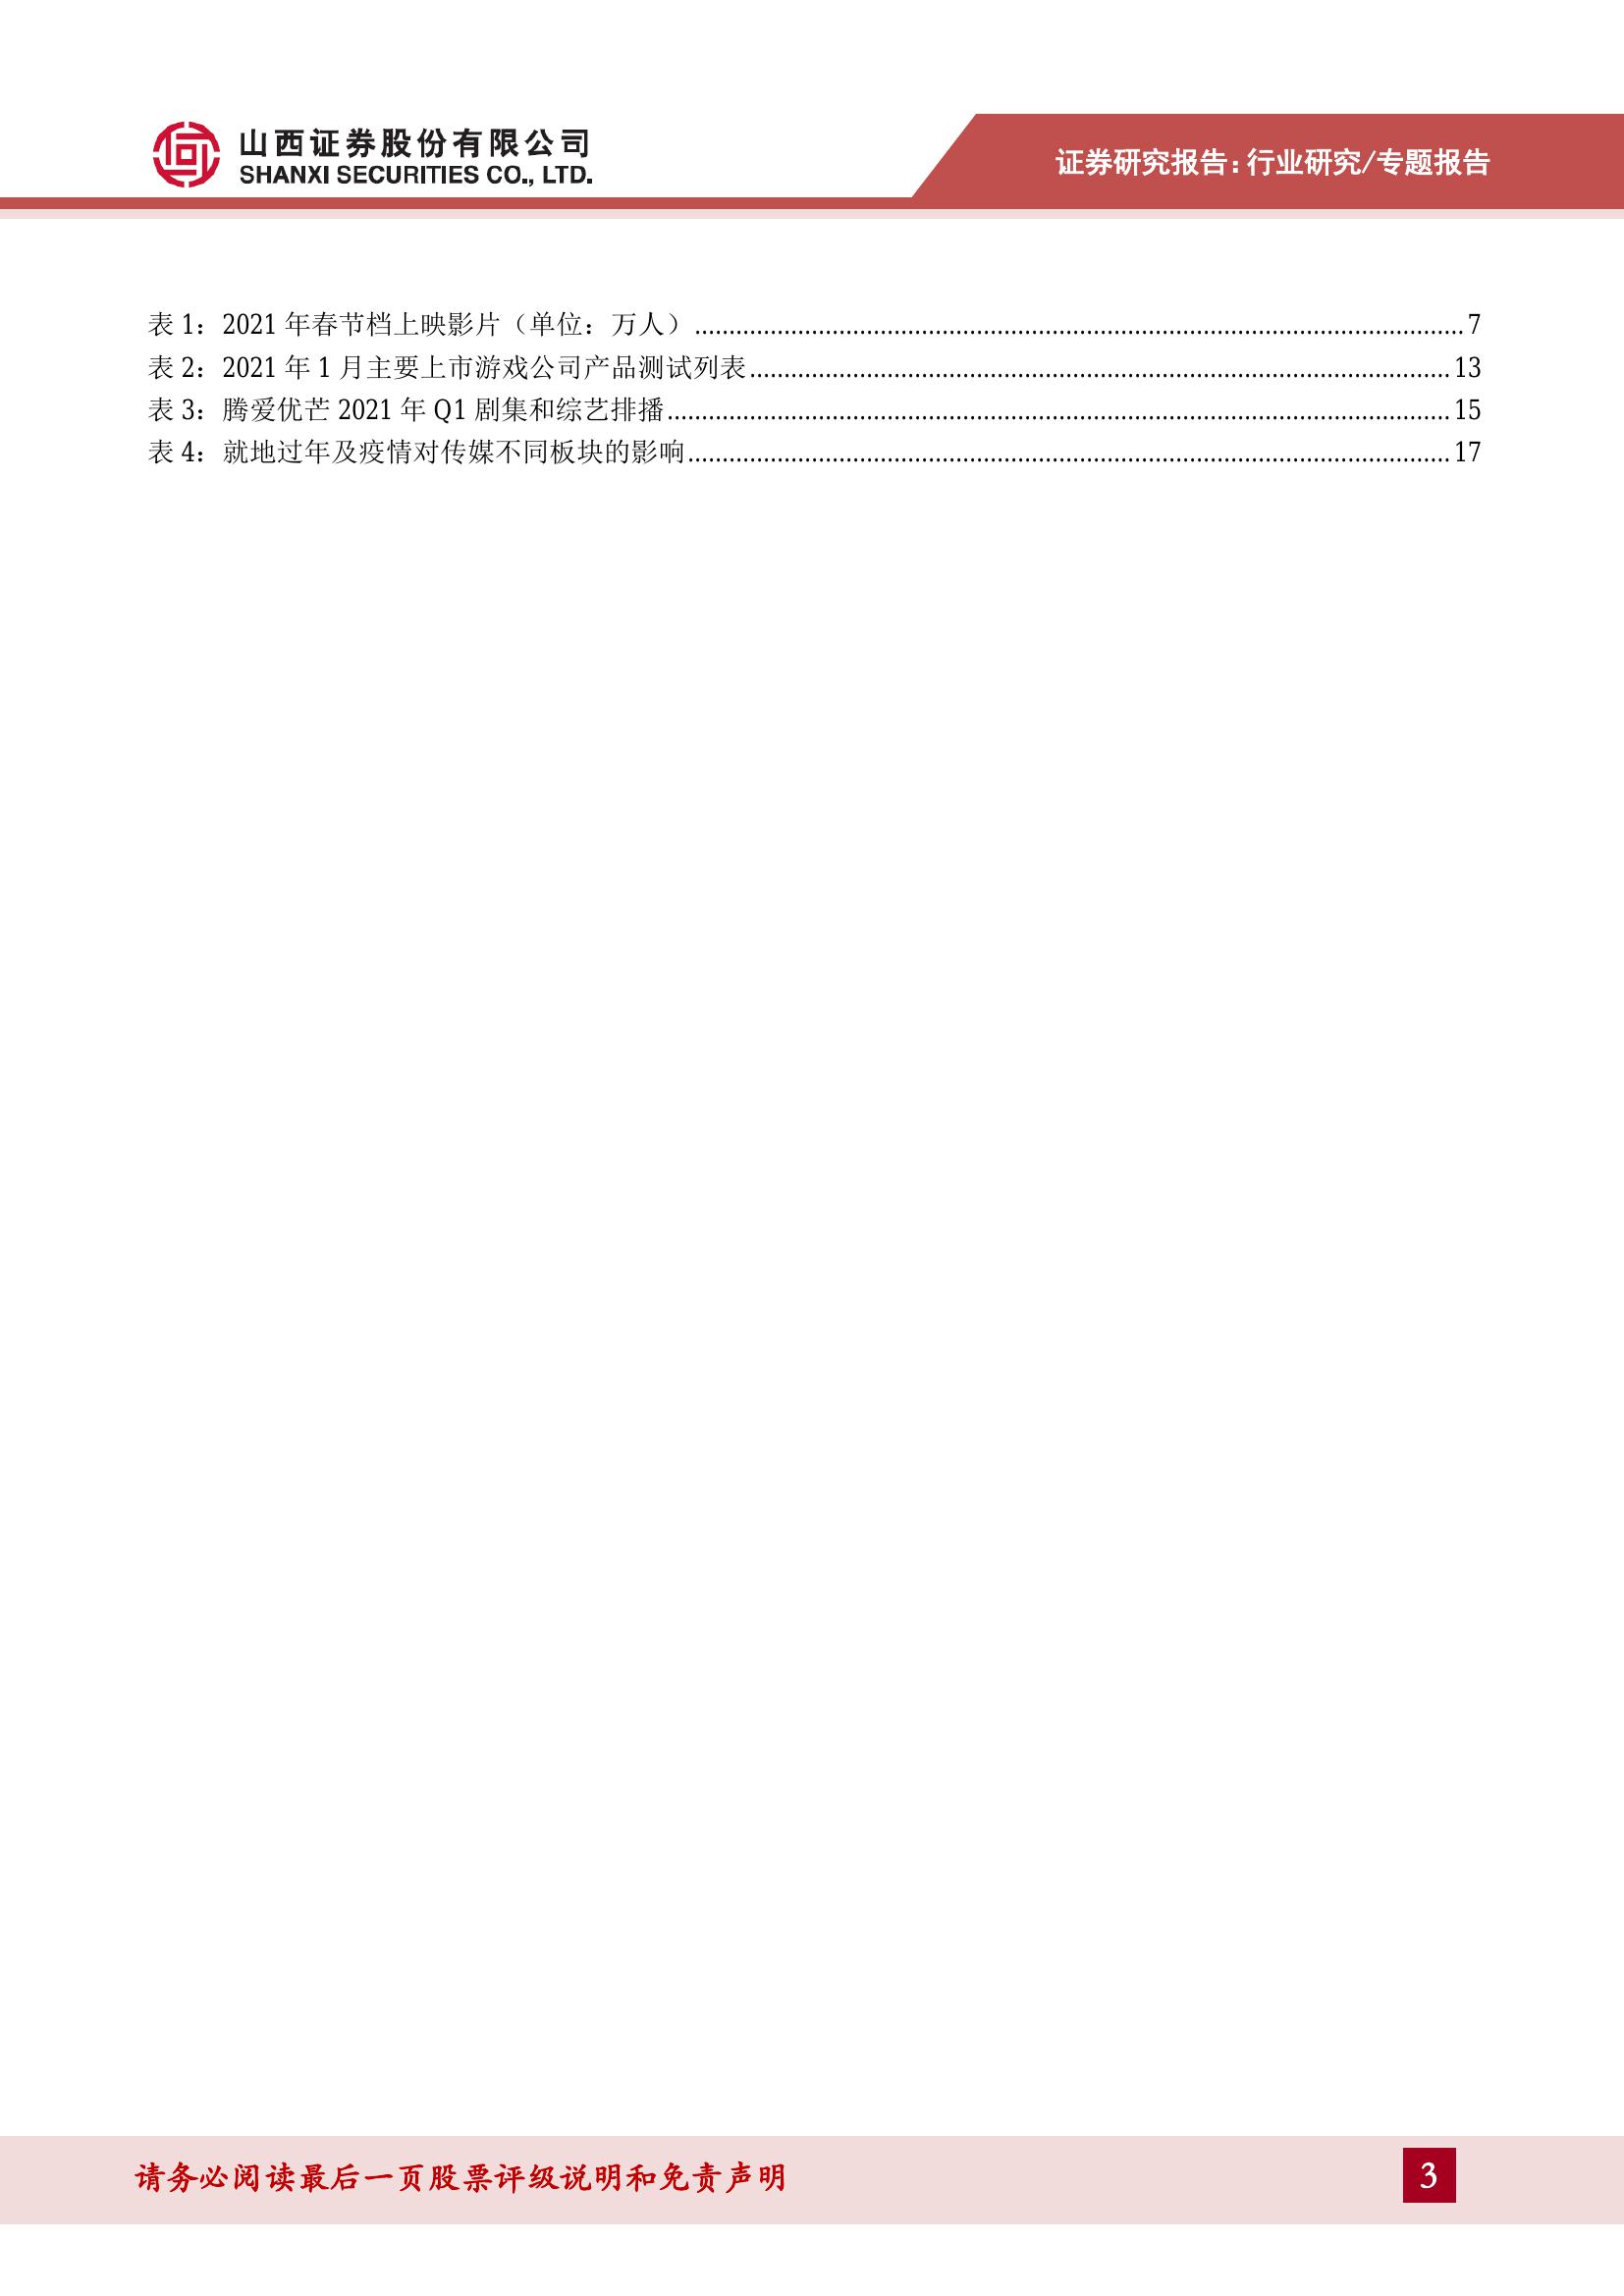 山西证券股份有限公司
SHANXI SECURITIES CO., LTD.
证券研究报告:行业研究/专题报告
表 1：2021 年春节档上映影片（单位：万人）................................................................................................................7
表 2：2021 年 1 月主要上市游戏公司产品测试列表......................................................................................................13
表 3：腾爱优芒 2021 年 Q1 剧集和综艺排播..................................................................................................................15
表 4：就地过年及疫情对传媒不同板块的影响...............................................................................................................17
请务必阅读最后一页股票评级说明和免责声明
3